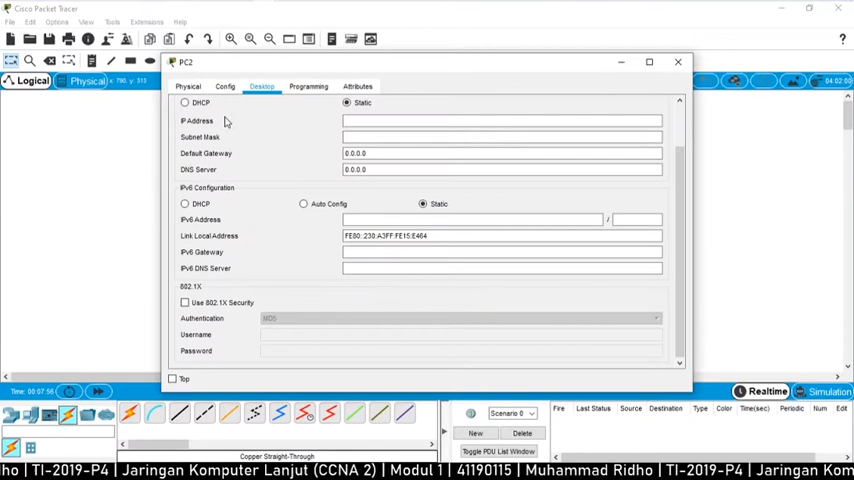 Cisco Packet Tracer
File Edit Options View Tools Extensions Help
?
Logical Physical x: 790, y: 315 04:02:00
PC2
Physical Config Desktop Programming Attributes
DHCP Static
IP Address
Subnet Mask
Default Gateway 0.0.0.0
DNS Server 0.0.0.0
IPv6 Configuration
DHCP Auto Config Static
IPv6 Address /
Link Local Address FE80::230:A3FF:FE15:E464
IPv6 Gateway
IPv6 DNS Server
802.1X
Use 802.1X Security
Authentication MD5
Username
Password
Top
Time: 00:07:56 Realtime Simulation
Scenario 0 Fire Last Status Source Destination Type Color Time(sec) Periodic Num Edit
New Delete
Toggle PDU List Window
Copper Straight-Through
dho | TI-2019-P4 | Jaringan Komputer Lanjut (CCNA 2) | Modul 1 | 41190115 | Muhammad Ridho | TI-2019-P4 | Jaringan Kom